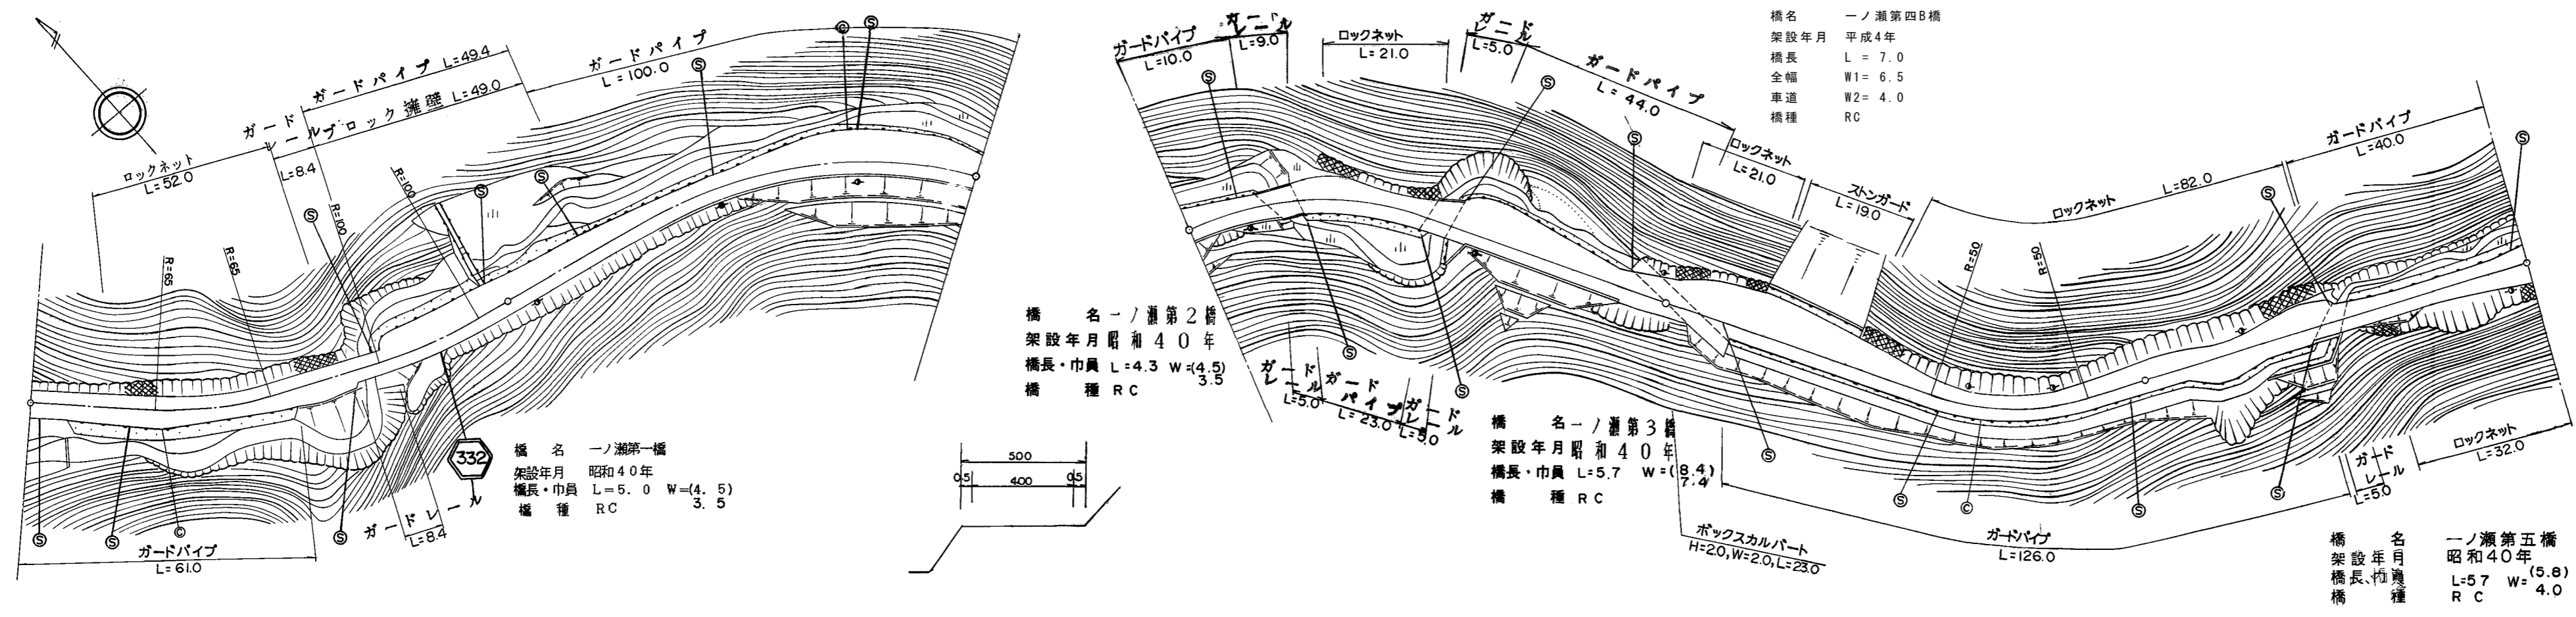 ガードパイプ L=49.4
ブロック擁壁 L=49.0
ガードレール
L=8.4
ロックネット
L=52.0
ガードパイプ
L=100.0
Ⓒ
Ⓢ
Ⓢ
Ⓢ
Ⓢ
Ⓢ
R=100
R=100
R=65
R=65
332
Ⓢ
Ⓢ
Ⓒ
Ⓢ
ガードレール
L=8.4
ガードパイプ
L=61.0
橋名 一ノ瀬第一橋
架設年月 昭和40年
橋長・巾員 L=5.0 W=(4.5)
3.5
橋種 RC
500
0.5 400 0.5
橋名 一ノ瀬第2橋
架設年月 昭和40年
橋長・巾員 L=4.3 W=(4.5)
3.5
橋種 RC
ガードパイプ
L=10.0
ガードレール
L=9.0
ロックネット
L=21.0
ガードレール
L=5.0
ガードパイプ
L=44.0
ロックネット
L=21.0
ストンガード
L=19.0
ロックネット
L=82.0
ガードパイプ
L=40.0
橋名 一ノ瀬第四B橋
架設年月 平成4年
橋長 L = 7.0
全幅 W1= 6.5
車道 W2= 4.0
橋種 RC
Ⓢ
Ⓢ
Ⓢ
Ⓢ
Ⓢ
R=50
R=50
ガードレール
L=5.0
ガードパイプ
L=23.0
ガードレール
L=5.0
Ⓢ
Ⓢ
Ⓢ
Ⓢ
Ⓒ
Ⓢ
Ⓢ
橋名 一ノ瀬第3橋
架設年月 昭和40年
橋長・巾員 L=5.7 W=(8.4)
7.4
橋種 RC
ボックスカルバート
H=2.0,W=2.0,L=23.0
ガードパイプ
L=126.0
ガードレール
L=5.0
ロックネット
L=32.0
橋名 一ノ瀬第五橋
架設年月 昭和40年
橋長、巾員 L=57 W=(5.8)
4.0
橋種 RC